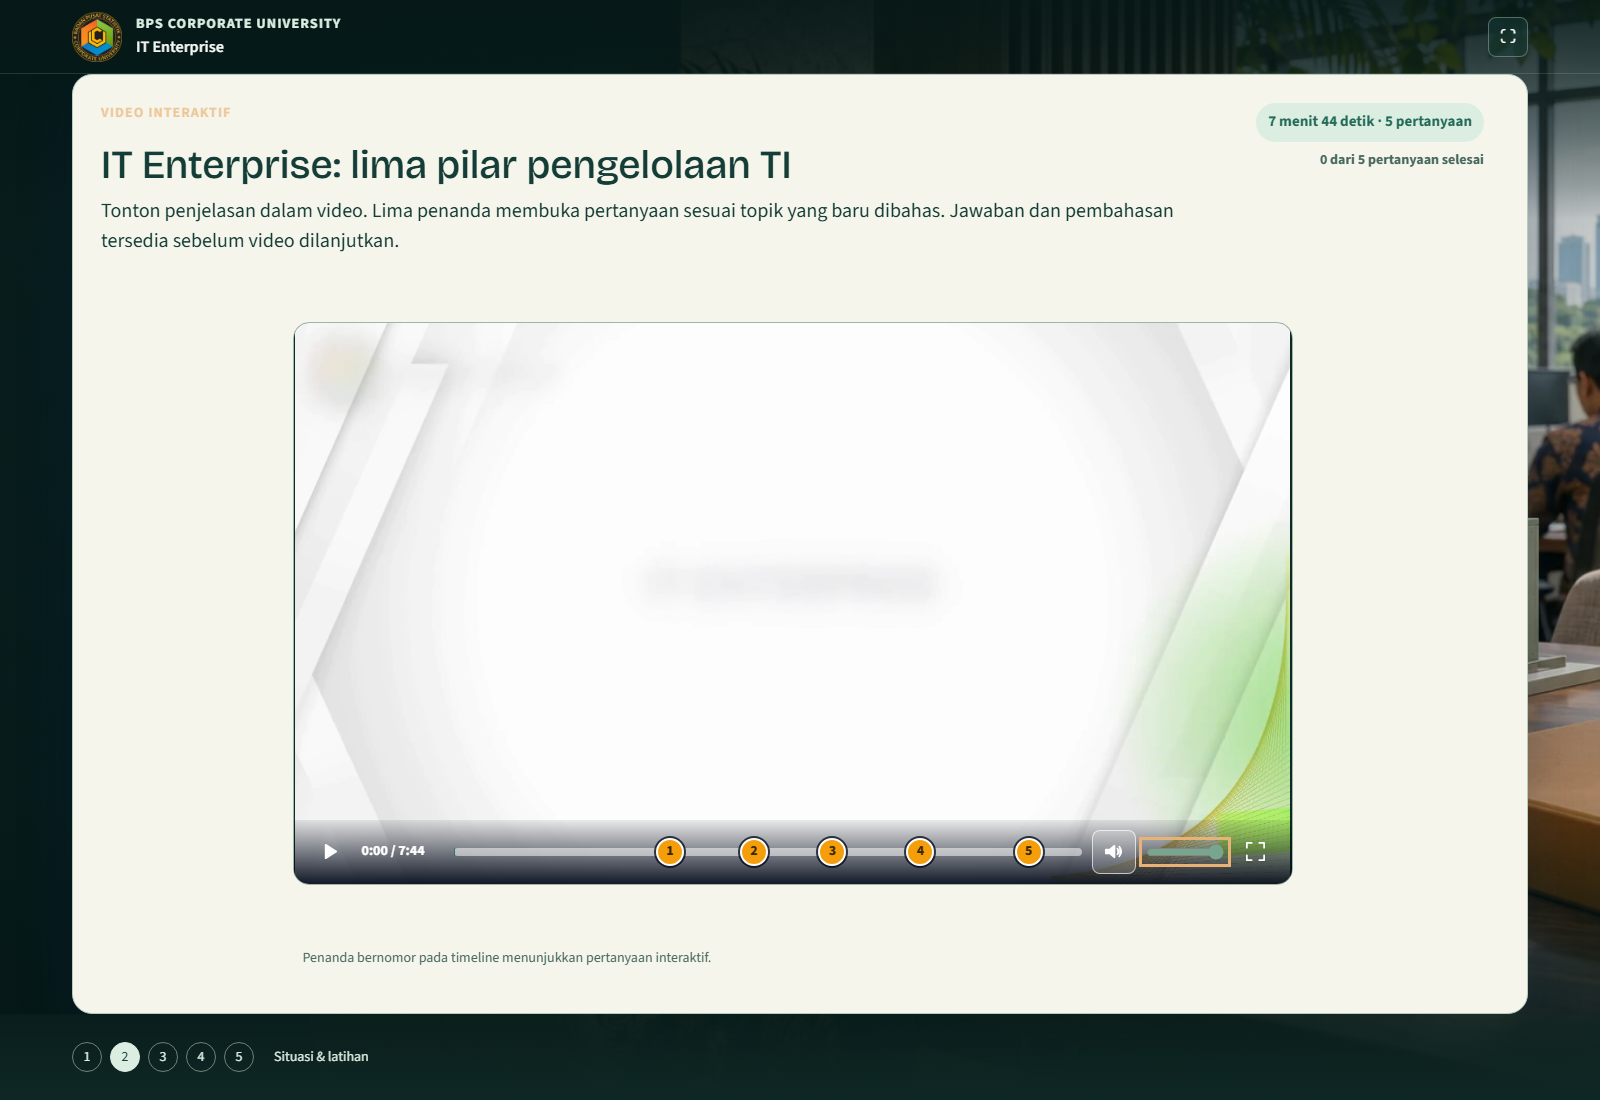 BPS CORPORATE UNIVERSITY
IT Enterprise
VIDEO INTERAKTIF
7 menit 44 detik · 5 pertanyaan
0 dari 5 pertanyaan selesai
IT Enterprise: lima pilar pengelolaan TI
Tonton penjelasan dalam video. Lima penanda membuka pertanyaan sesuai topik yang baru dibahas. Jawaban dan pembahasan
tersedia sebelum video dilanjutkan.
0:00 / 7:44
1 2 3 4 5
Penanda bernomor pada timeline menunjukkan pertanyaan interaktif.
1 2 3 4 5 Situasi & latihan